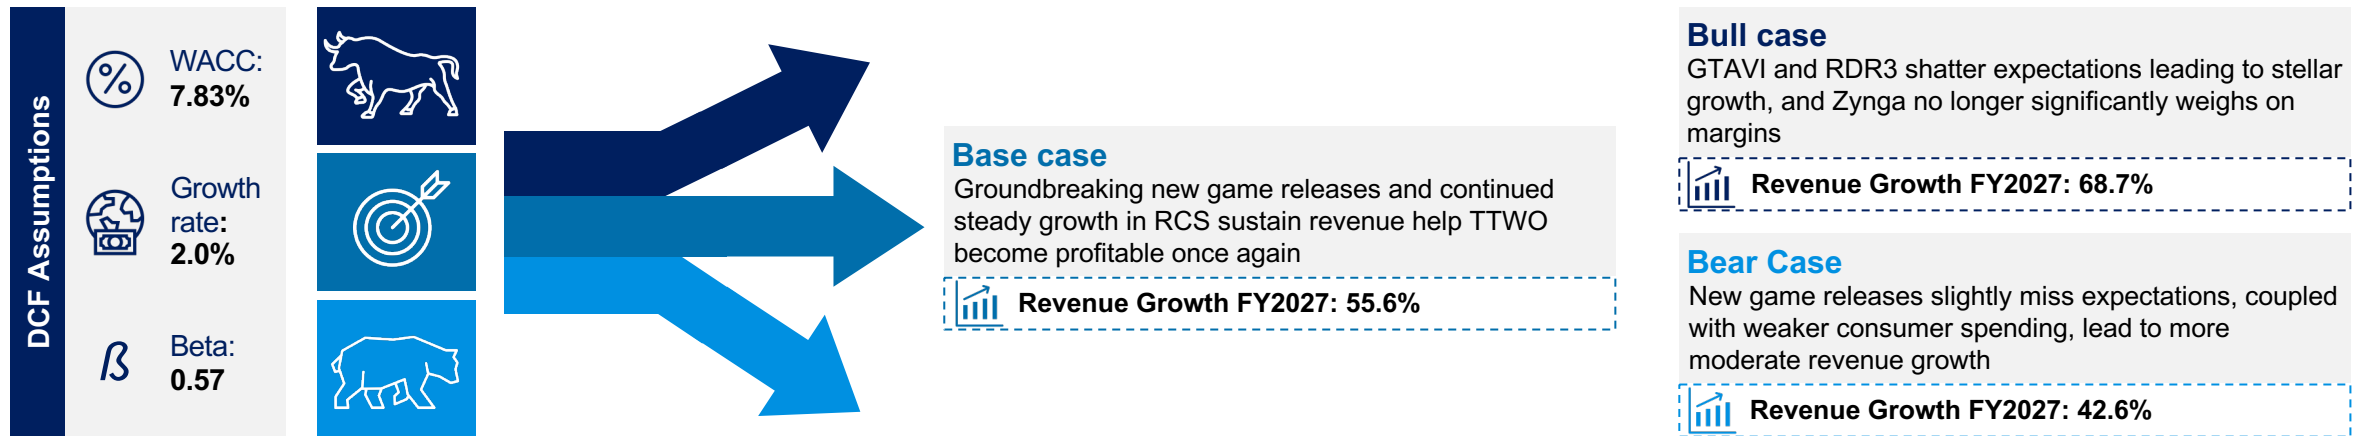 DCF Assumptions
%
WACC:
7.83%
Growth
rate:
2.0%
ß
Beta:
0.57
Base case
Groundbreaking new game releases and continued
steady growth in RCS sustain revenue help TTWO
become profitable once again
Revenue Growth FY2027: 55.6%
Bull case
GTAVI and RDR3 shatter expectations leading to stellar
growth, and Zynga no longer significantly weighs on
margins
Revenue Growth FY2027: 68.7%
Bear Case
New game releases slightly miss expectations, coupled
with weaker consumer spending, lead to more
moderate revenue growth
Revenue Growth FY2027: 42.6%